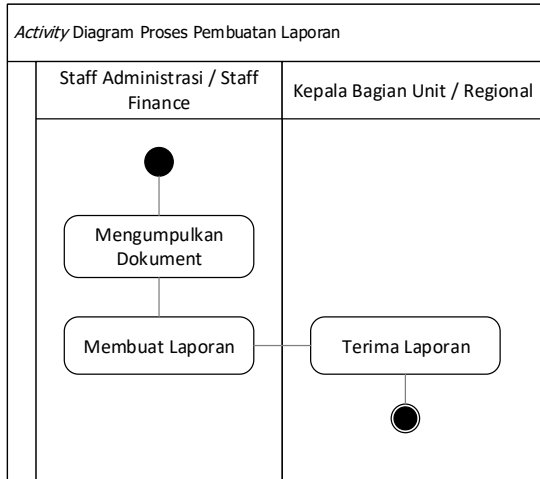 Activity Diagram Proses Pembuatan Laporan
Staff Administrasi / Staff
Finance
Kepala Bagian Unit / Regional
Mengumpulkan
Dokument
Membuat Laporan
Terima Laporan